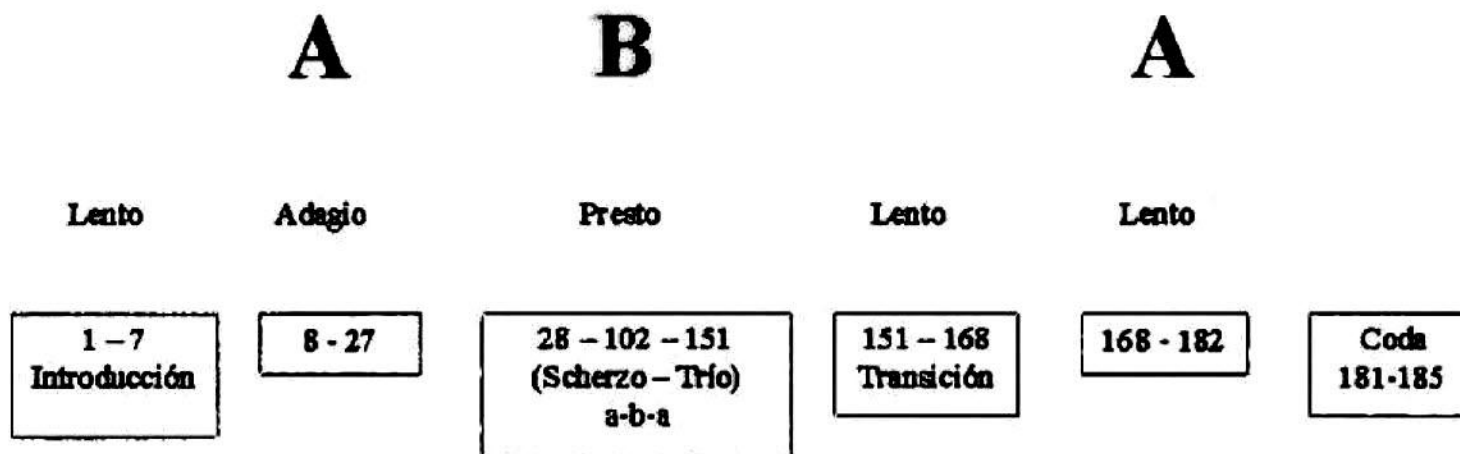 A B A
Lento Adagio Presto Lento Lento
1 – 7
Introducción
8 - 27
28 – 102 – 151
(Scherzo – Trío)
a-b-a
151 – 168
Transición
168 - 182
Coda
181-185